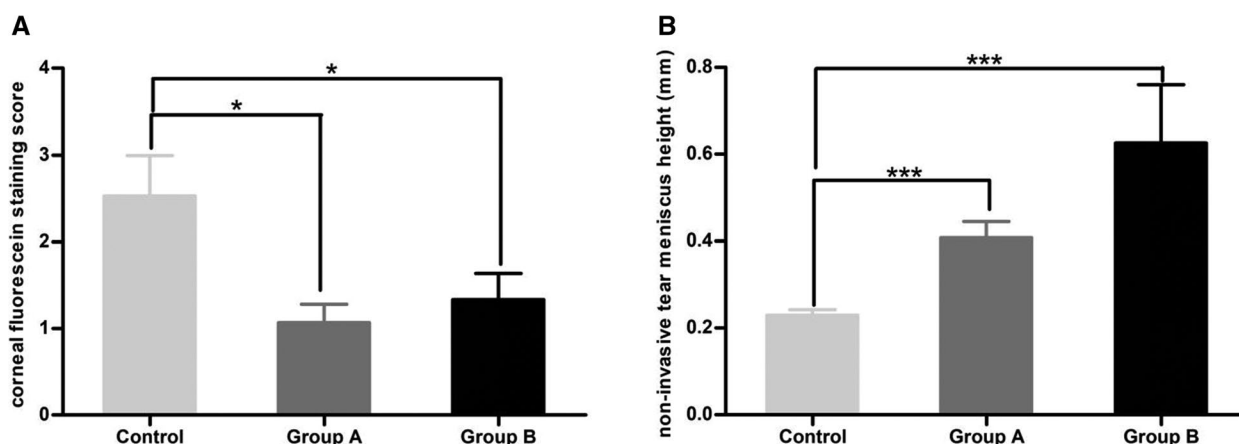 A
corneal fluorescein staining score
4
3
2
1
0
*
*
Control
Group A
Group B
B
non-invasive tear meniscus height (mm)
0.8
0.6
0.4
0.2
0.0
***
***
Control
Group A
Group B